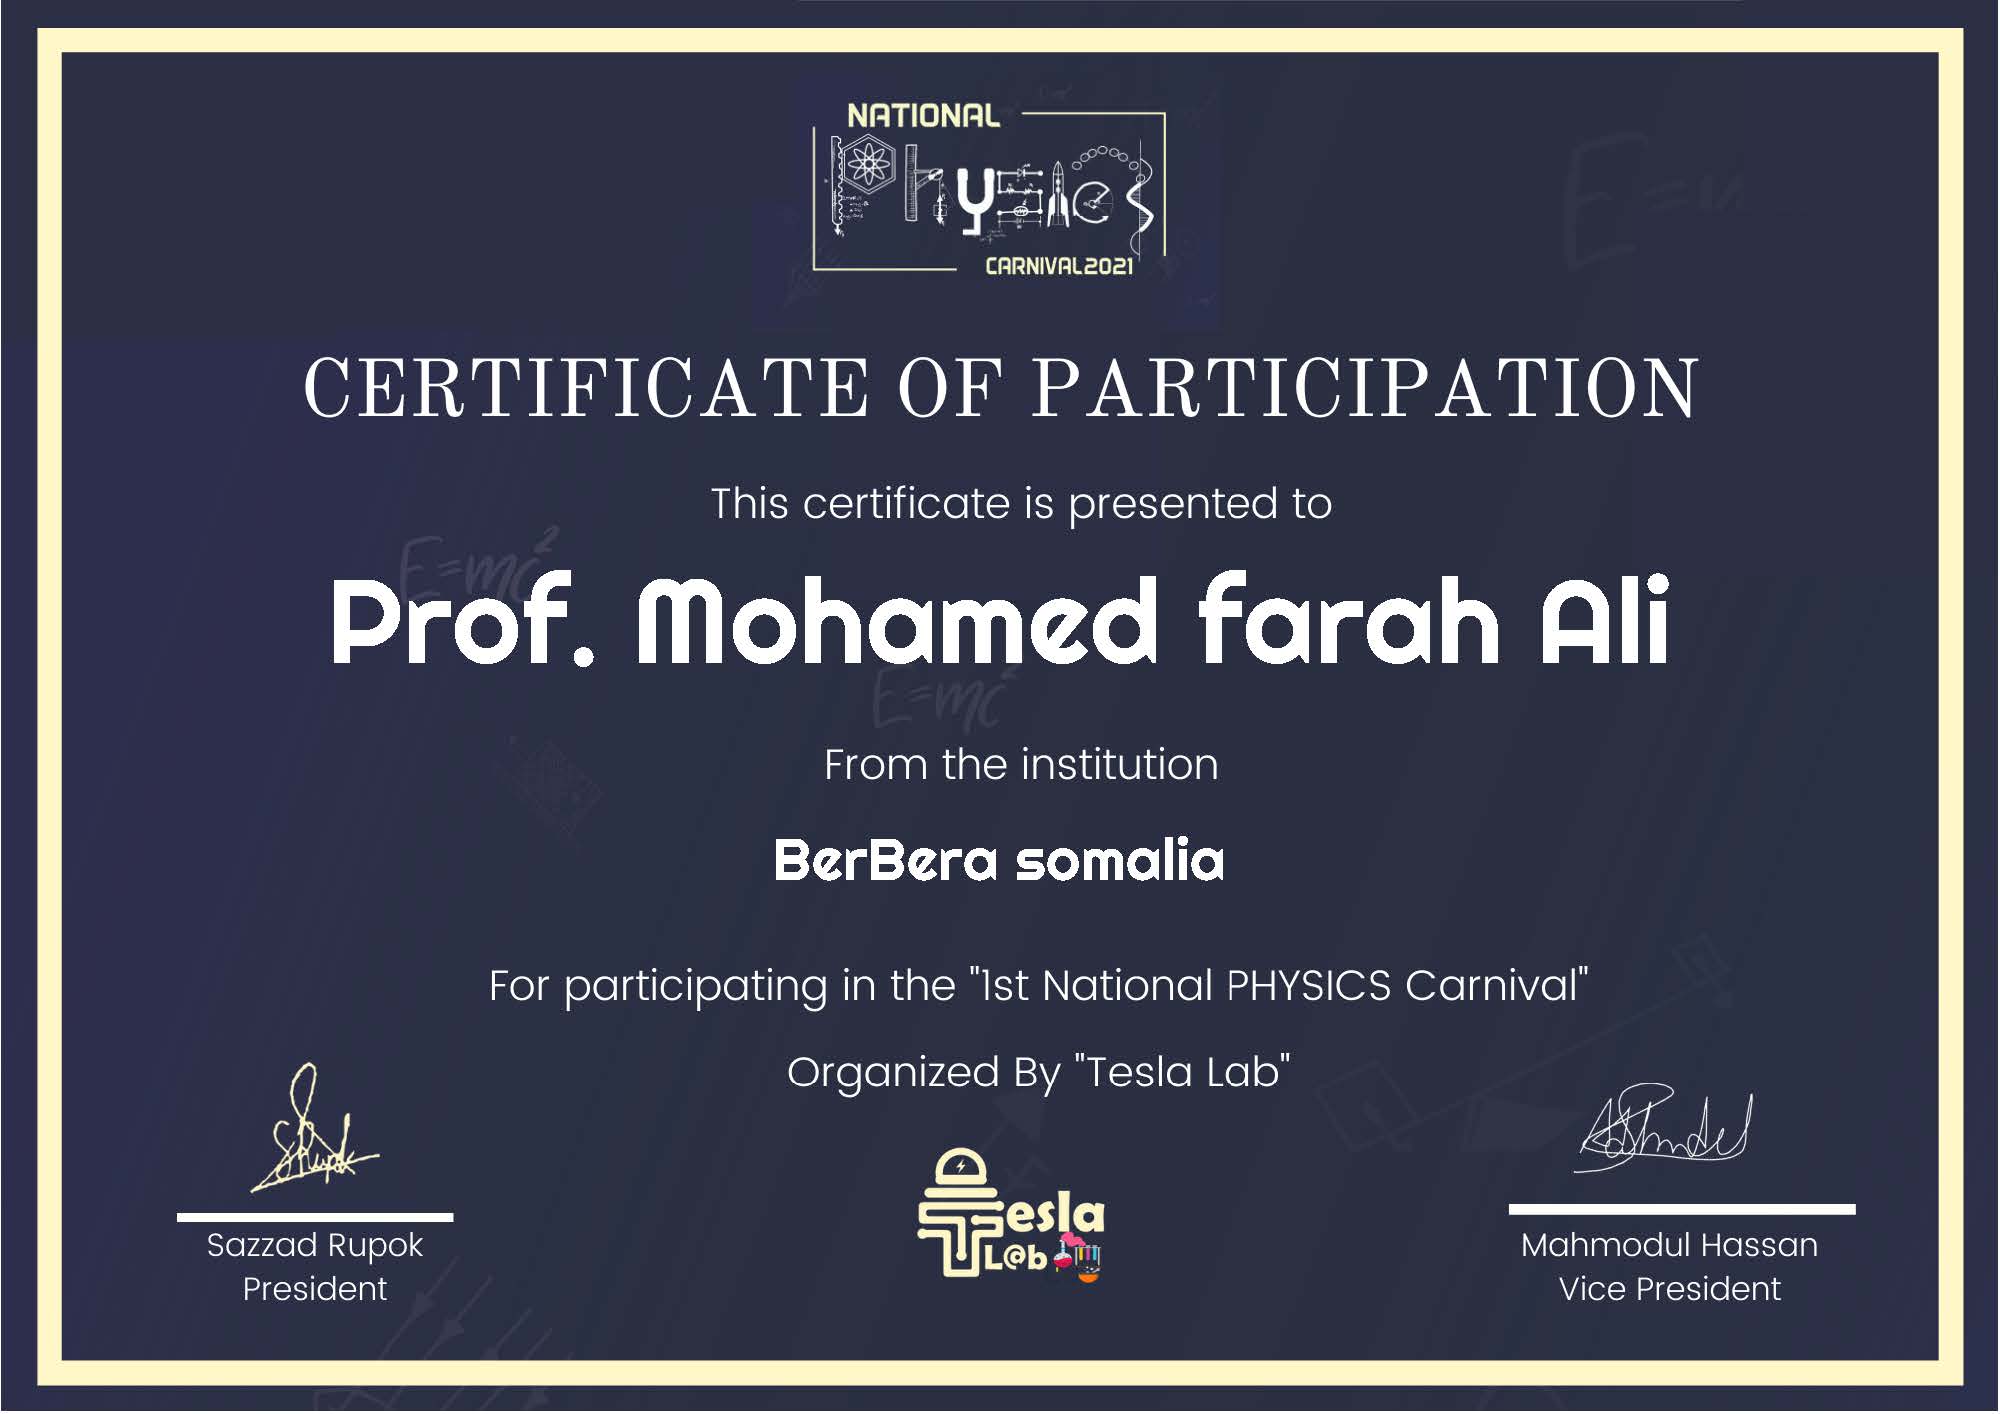 NATIONAL
Physics
CARNIVAL2021
CERTIFICATE OF PARTICIPATION
This certificate is presented to
E=mc²
Prof. Mohamed farah Ali
E=mc²
From the institution
BerBera somalia
For participating in the "1st National PHYSICS Carnival"
Organized By "Tesla Lab"
Tesla
L@b
Sazzad Rupok
President
Mahmodul Hassan
Vice President